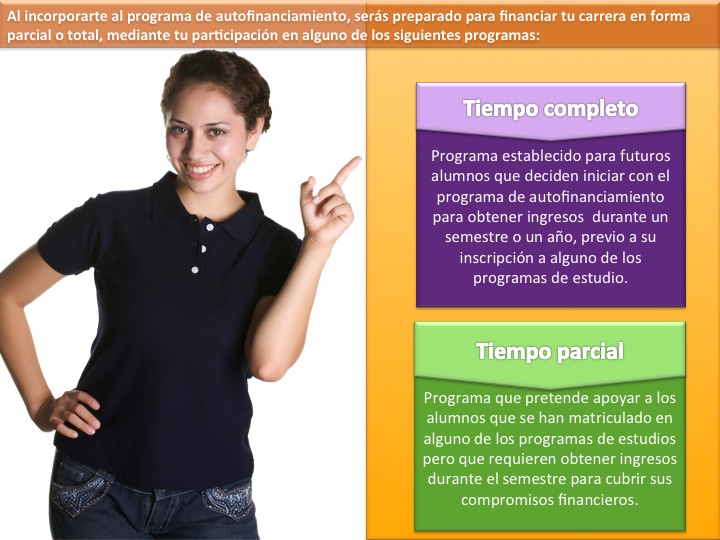 Al incorporarte al programa de autofinanciamiento, serás preparado para financiar tu carrera en forma
parcial o total, mediante tu participación en alguno de los siguientes programas:
Tiempo completo
Programa establecido para futuros
alumnos que deciden iniciar con el
programa de autofinanciamiento
para obtener ingresos  durante un
semestre o un año, previo a su
inscripción a alguno de los
programas de estudio.
Tiempo parcial
Programa que pretende apoyar a los
alumnos que se han matriculado en
alguno de los programas de estudios
pero que requieren obtener ingresos
durante el semestre para cubrir sus
compromisos financieros.